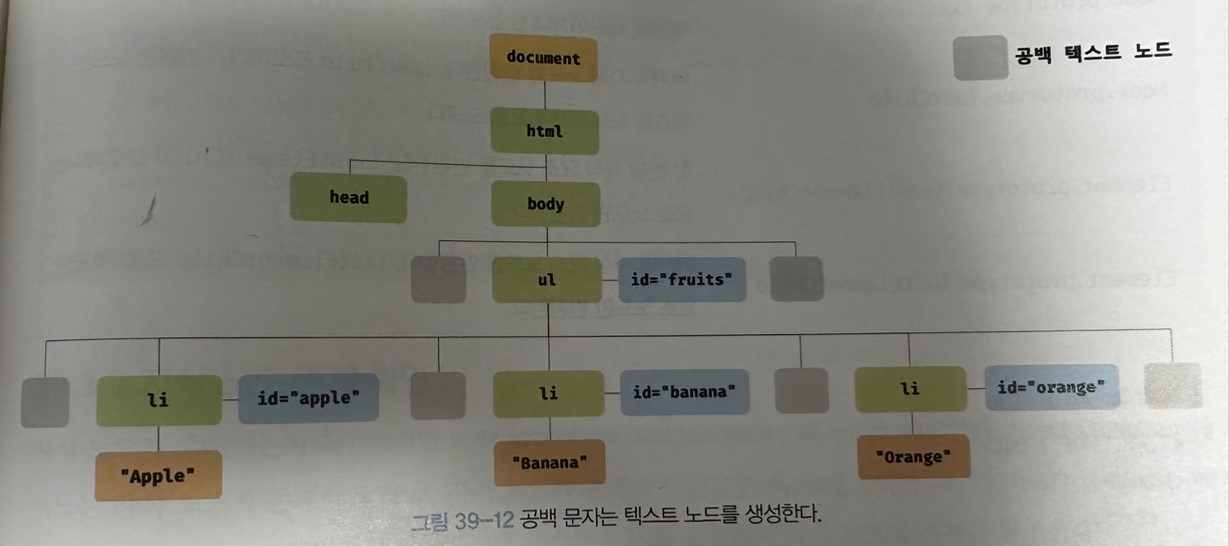 document
공백 텍스트 노드
html
head
body
ul
id="fruits"
li
id="apple"
li
id="banana"
li
id="orange"
"Apple"
"Banana"
"Orange"
그림 39-12 공백 문자는 텍스트 노드를 생성한다.